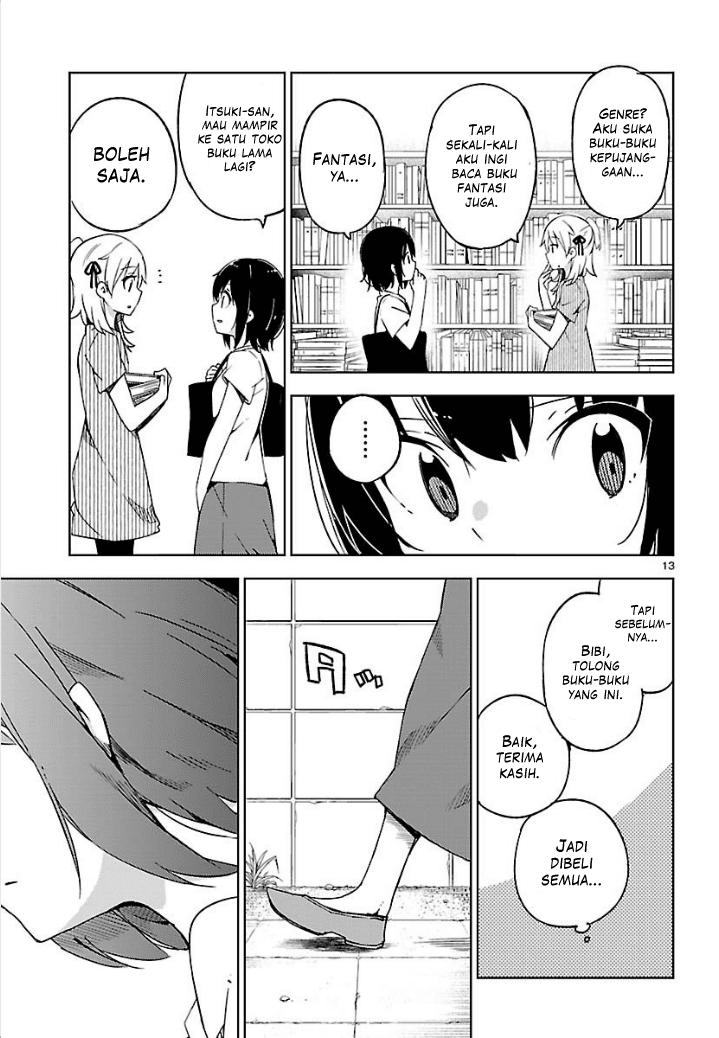 GENRE?
AKU SUKA
BUKU-BUKU
KEPUJANG-
GAAN...
TAPI
SEKALI-KALI
AKU INGI
BACA BUKU
FANTASI
JUGA.
FANTASI,
YA...
ITSUKI-SAN,
MAU MAMPIR
KE SATU TOKO
BUKU LAMA
LAGI?
BOLEH
SAJA.
......
13
TAPI
SEBELUM-
NYA...
BIBI,
TOLONG
BUKU-BUKU
YANG INI.
BAIK,
TERIMA
KASIH.
JADI
DIBELI
SEMUA...